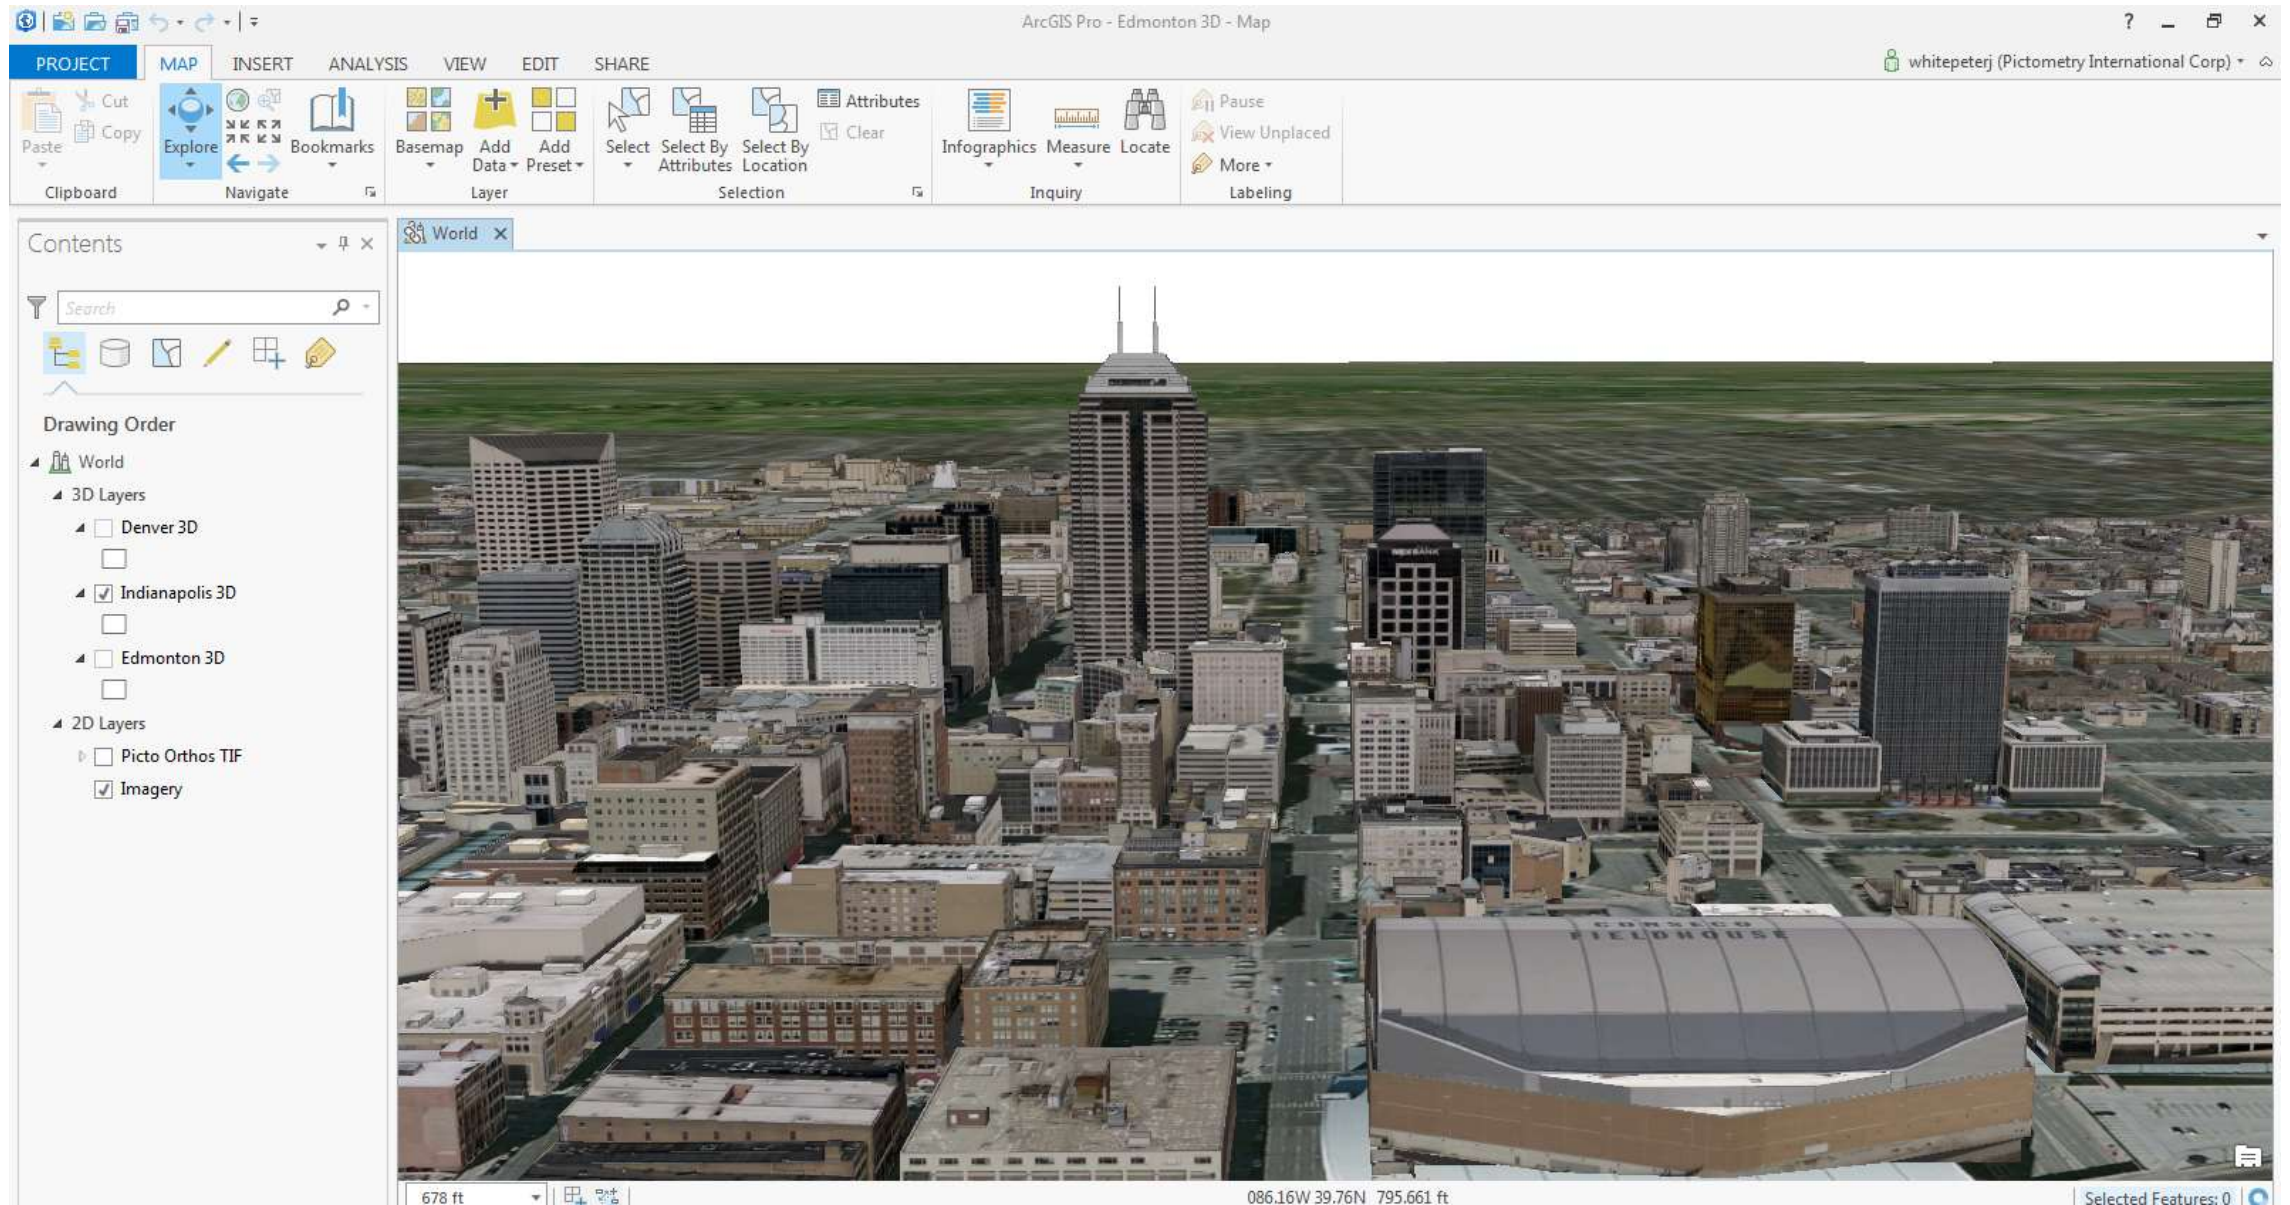 ArcGIS Pro - Edmonton 3D - Map
?
PROJECT MAP INSERT ANALYSIS VIEW EDIT SHARE
whitepeterj (Pictometry International Corp)
Paste
Cut
Copy
Clipboard
Explore
Bookmarks
Navigate
Basemap
Add Data
Add Preset
Layer
Select
Select By Attributes
Select By Location
Attributes
Clear
Selection
Infographics
Measure
Locate
Inquiry
Pause
View Unplaced
More
Labeling
Contents
Search
Drawing Order
World
3D Layers
Denver 3D
Indianapolis 3D
Edmonton 3D
2D Layers
Picto Orthos TIF
Imagery
World
CONSECO
FIELDHOUSE
678 ft
086.16W 39.76N 795.661 ft
Selected Features: 0